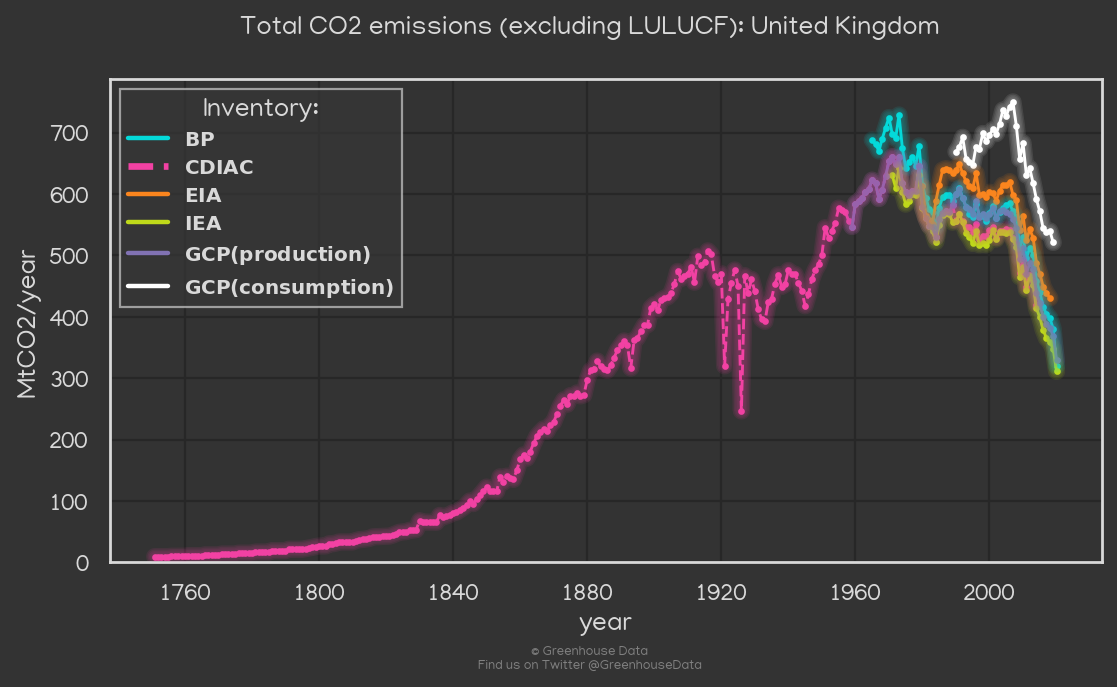 Total CO2 emissions (excluding LULUCF): United Kingdom
Inventory:
BP
CDIAC
EIA
IEA
GCP(production)
GCP(consumption)
MtCO2/year
700
600
500
400
300
200
100
0
1760 1800 1840 1880 1920 1960 2000
year
© Greenhouse Data
Find us on Twitter @GreenhouseData